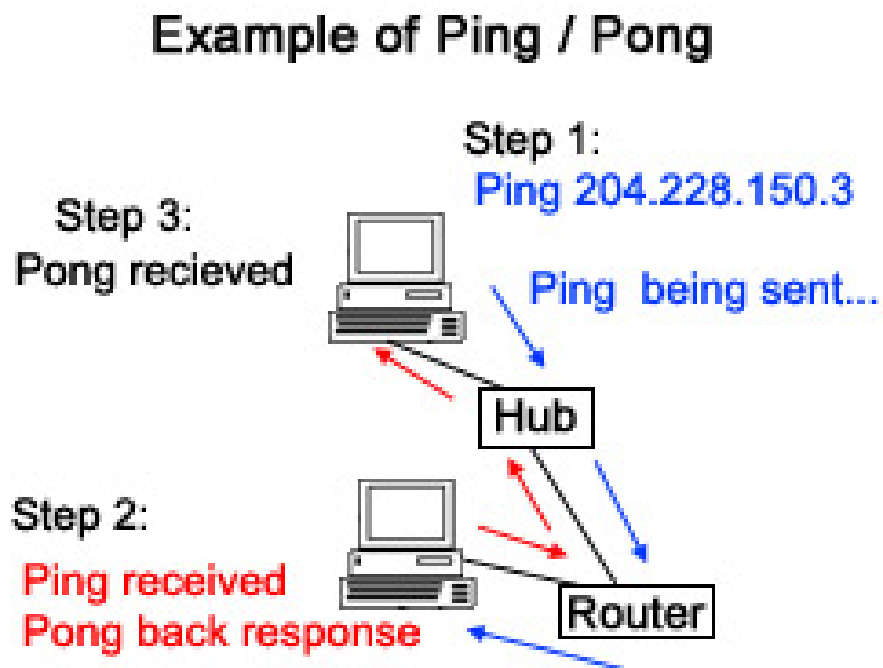 Example of Ping / Pong
Step 1:
Ping 204.228.150.3
Step 3:
Pong recieved
Ping being sent...
Hub
Step 2:
Ping received
Pong back response
Router